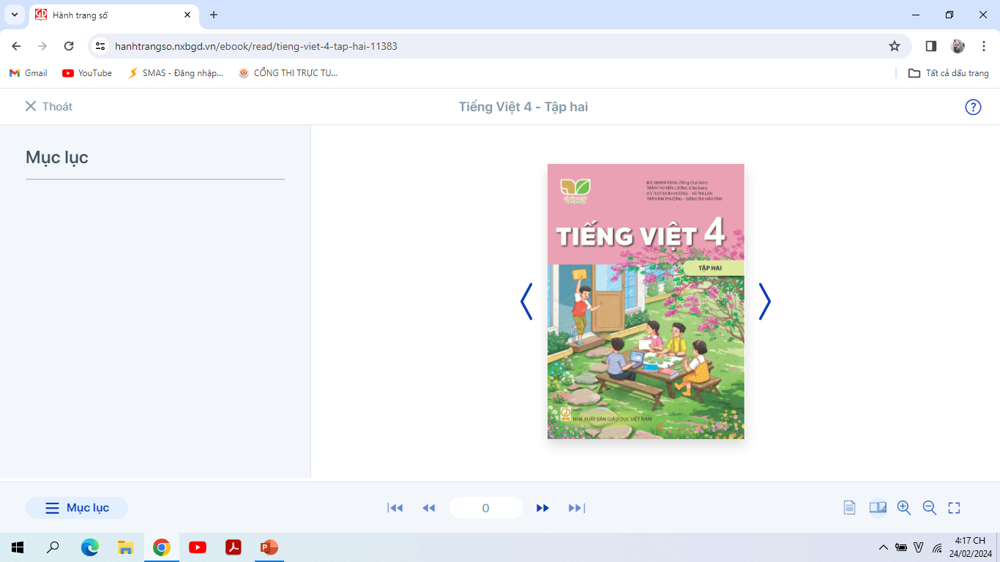 Hành trang số
hanhtrangso.nxbgd.vn/ebook/read/tieng-viet-4-tap-hai-11383
Gmail
YouTube
SMAS - Đăng nhập...
CỔNG THI TRỰC TU...
Tất cả dấu trang
Thoát
Tiếng Việt 4 - Tập hai
Mục lục
BÙI MẠNH HÙNG (Tổng Chủ biên)
TRẦN THỊ HIỀN LƯƠNG (Chủ biên)
VŨ THỊ THANH HƯƠNG – VŨ THỊ LAN
TRẦN KIM PHƯỢNG – ĐẶNG THỊ HẢO TÂM
TIẾNG VIỆT 4
TẬP HAI
NHÀ XUẤT BẢN GIÁO DỤC VIỆT NAM
Mục lục
0
4:17 CH
24/02/2024